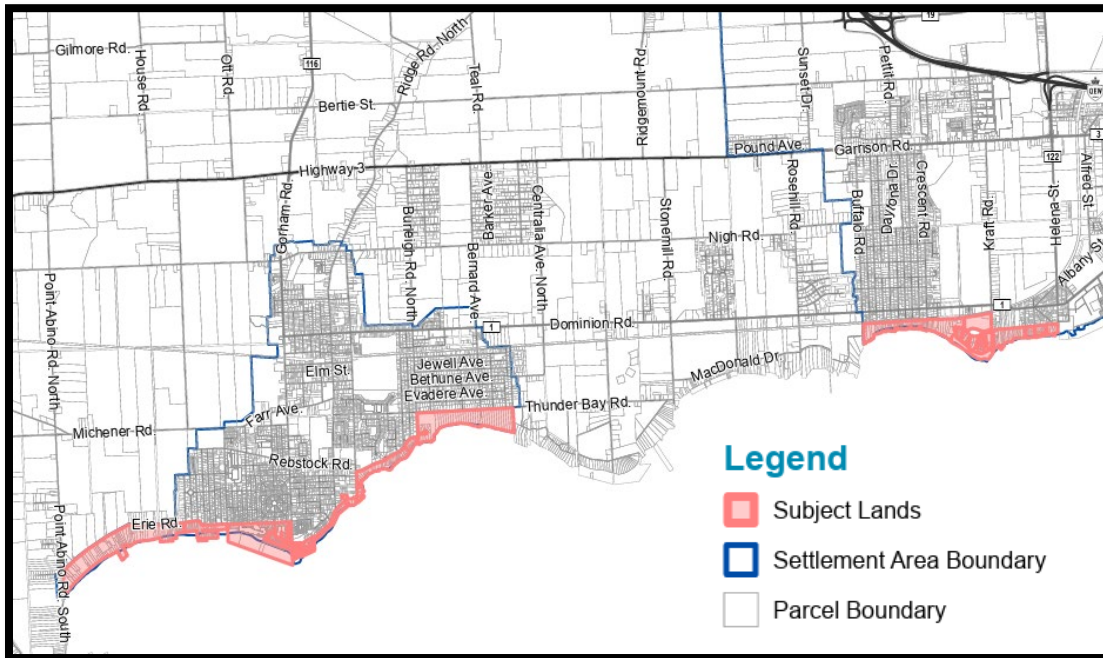 Gilmore Rd.
House Rd.
Ott Rd.
116
Ridge Rd. North
Bertie St.
Teal Rd.
Ridgemount Rd.
Sunset Dr.
Pettit Rd.
19
QEW
3
Pound Ave.
Garrison Rd.
122
Highway 3
Gorham Rd.
Burleigh Rd. North
Barker Ave.
Bernard Ave.
Centralia Ave. North
Stonemill Rd.
Nigh Rd.
Rosehill Rd.
Buffalo Rd.
Daytona Dr.
Crescent Rd.
Kraft Rd.
Helena St.
Alfred St.
Albany St.
Point Abino Rd. North
1
Dominion Rd.
1
Elm St.
Jewell Ave.
Bethune Ave.
Evadere Ave.
MacDonald Dr.
Thunder Bay Rd.
Farr Ave.
Michener Rd.
Rebstock Rd.
Erie Rd.
Point Abino Rd. South
Legend
Subject Lands
Settlement Area Boundary
Parcel Boundary